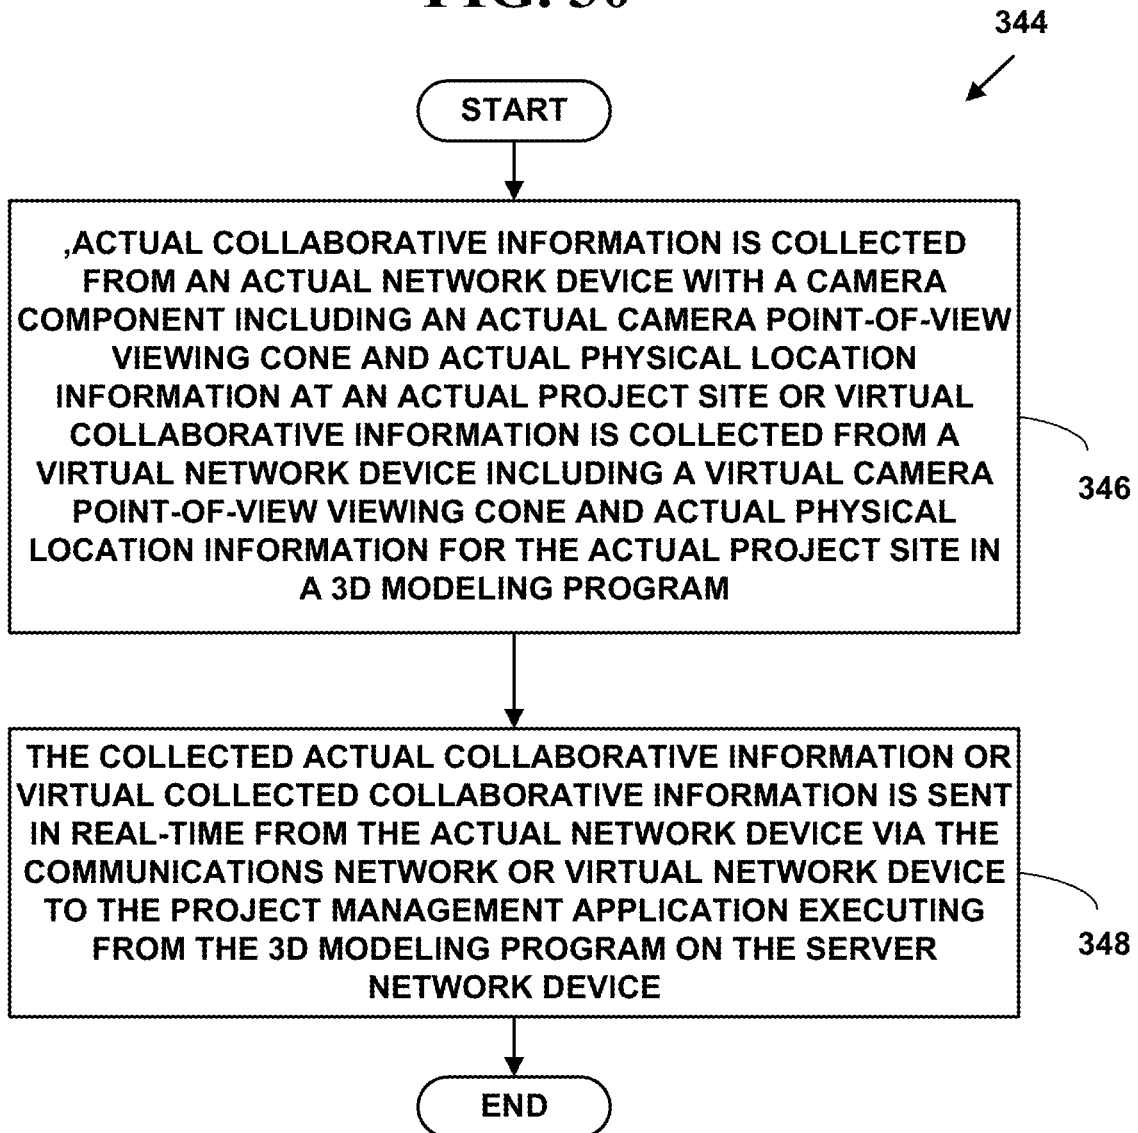 FIG. 30
344
START
,ACTUAL COLLABORATIVE INFORMATION IS COLLECTED
FROM AN ACTUAL NETWORK DEVICE WITH A CAMERA
COMPONENT INCLUDING AN ACTUAL CAMERA POINT-OF-VIEW
VIEWING CONE AND ACTUAL PHYSICAL LOCATION
INFORMATION AT AN ACTUAL PROJECT SITE OR VIRTUAL
COLLABORATIVE INFORMATION IS COLLECTED FROM A
VIRTUAL NETWORK DEVICE INCLUDING A VIRTUAL CAMERA
POINT-OF-VIEW VIEWING CONE AND ACTUAL PHYSICAL
LOCATION INFORMATION FOR THE ACTUAL PROJECT SITE IN
A 3D MODELING PROGRAM
346
THE COLLECTED ACTUAL COLLABORATIVE INFORMATION OR
VIRTUAL COLLECTED COLLABORATIVE INFORMATION IS SENT
IN REAL-TIME FROM THE ACTUAL NETWORK DEVICE VIA THE
COMMUNICATIONS NETWORK OR VIRTUAL NETWORK DEVICE
TO THE PROJECT MANAGEMENT APPLICATION EXECUTING
FROM THE 3D MODELING PROGRAM ON THE SERVER
NETWORK DEVICE
348
END